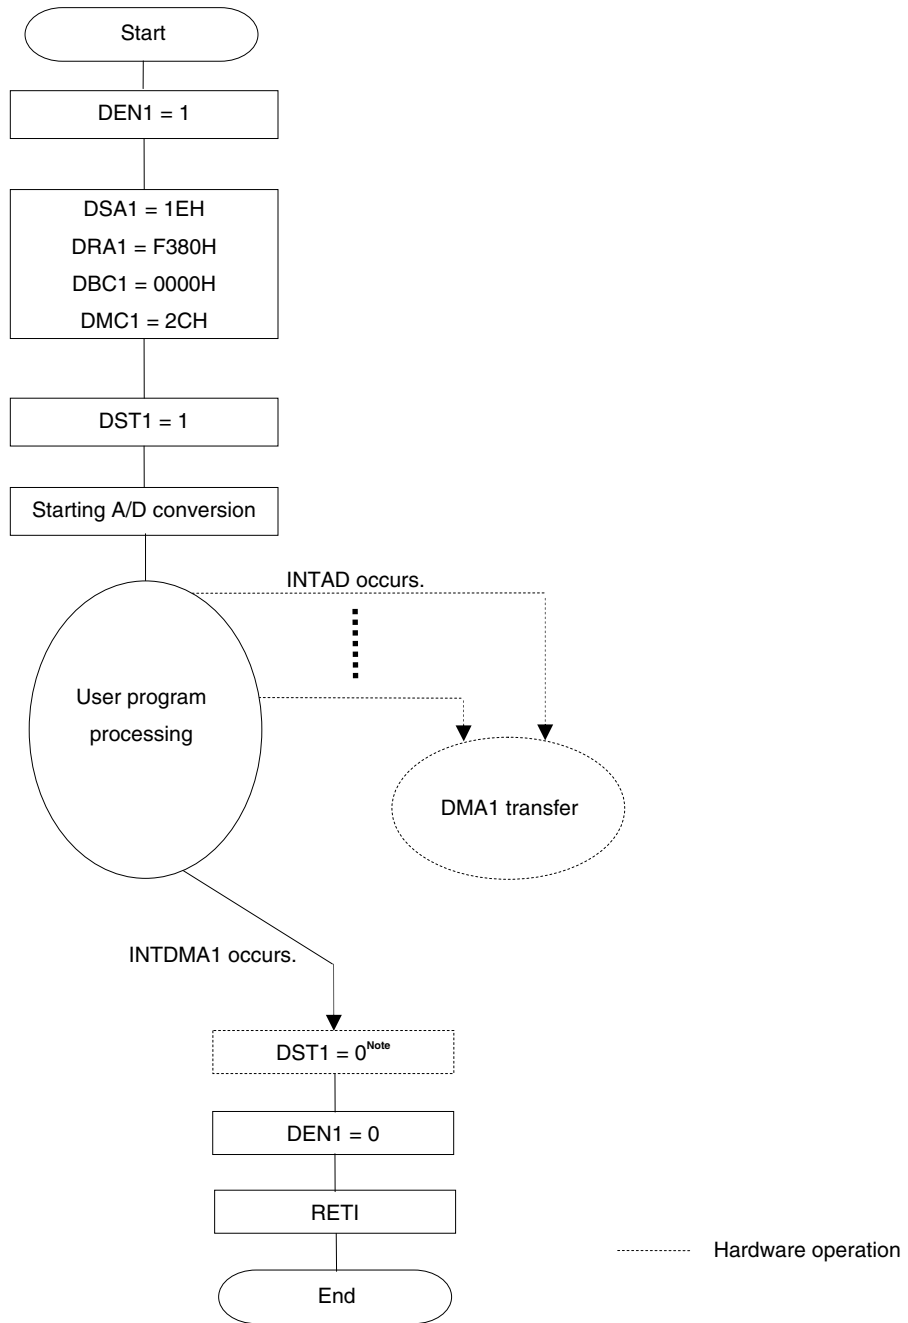 Start
DEN1 = 1
DSA1 = 1EH
DRA1 = F380H
DBC1 = 0000H
DMC1 = 2CH
DST1 = 1
Starting A/D conversion
INTAD occurs.
User program
processing
DMA1 transfer
INTDMA1 occurs.
DST1 = 0Note
DEN1 = 0
RETI
Hardware operation
End